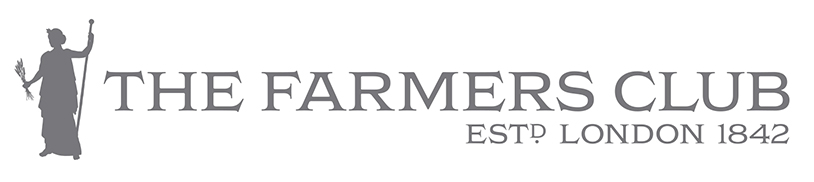 THE FARMERS CLUB
ESTD. LONDON 1842